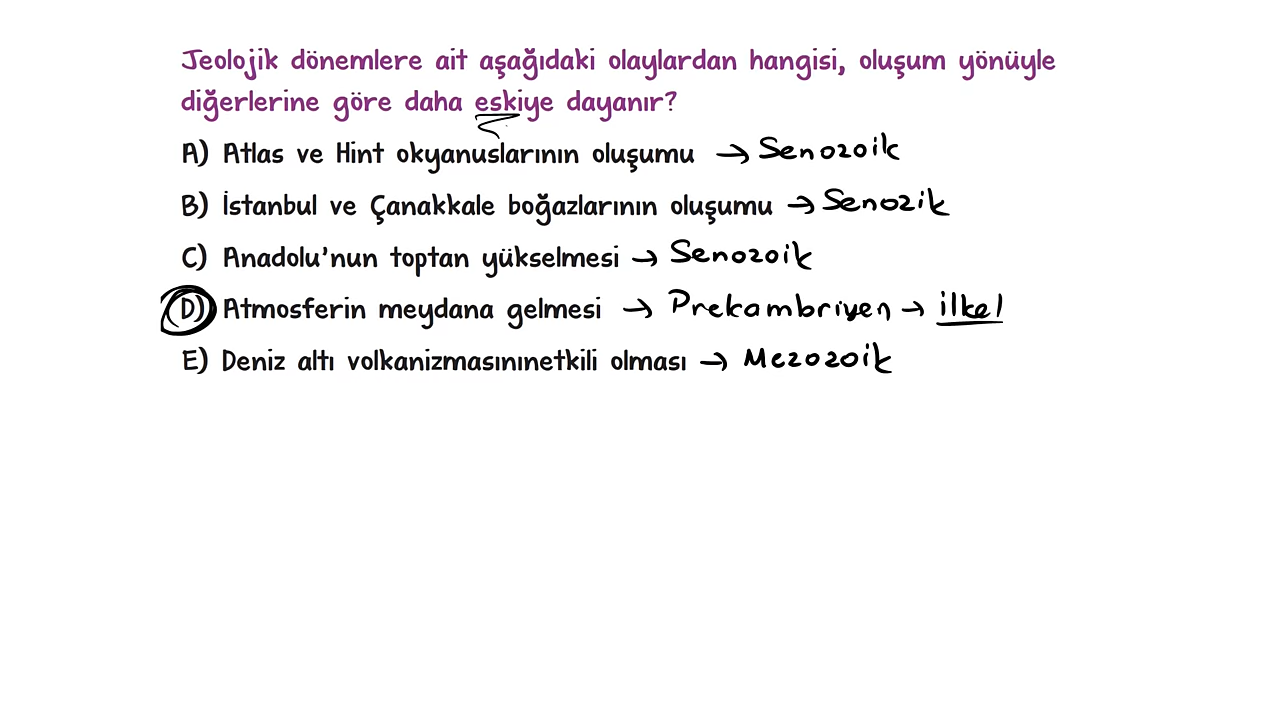 Jeolojik dönemlere ait aşağıdaki olaylardan hangisi, oluşum yönüyle
diğerlerine göre daha eskiye dayanır?
A) Atlas ve Hint okyanuslarının oluşumu → Senozoik
B) İstanbul ve Çanakkale boğazlarının oluşumu → Senozik
C) Anadolu'nun toptan yükselmesi → Senozoik
D) Atmosferin meydana gelmesi → Prekambriyen → ilkel
E) Deniz altı volkanizmasınınetkili olması → Mezozoik